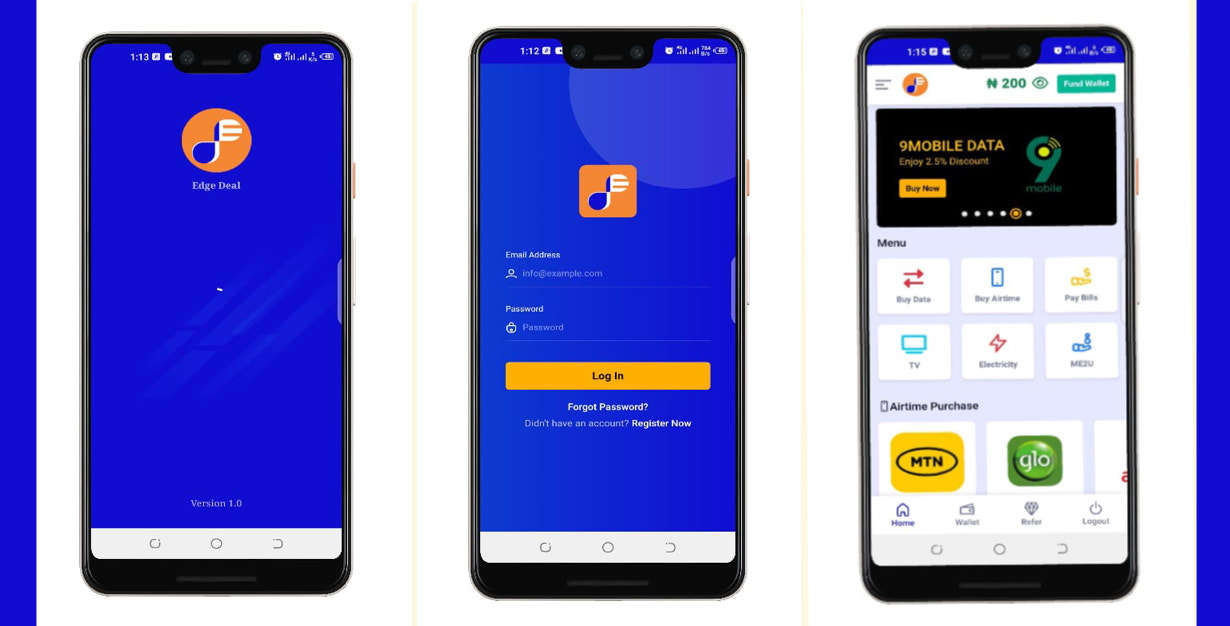 1:13
Edge Deal
Version 1.0
1:12
Email Address
info@example.com
Password
Password
Log In
Forgot Password?
Didn't have an account? Register Now
1:15
₦ 200
Fund Wallet
9MOBILE DATA
Enjoy 2.5% Discount
Buy Now
9
mobile
Menu
Buy Data
Buy Airtime
Pay Bills
TV
Electricity
ME2U
Airtime Purchase
MTN
glo
Home
Wallet
Refer
Logout